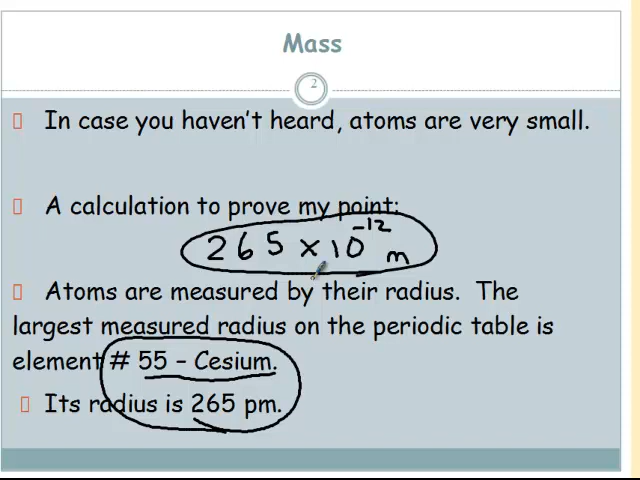 Mass
2
In case you haven't heard, atoms are very small.
A calculation to prove my point:
265 x 10⁻¹² m
Atoms are measured by their radius. The
largest measured radius on the periodic table is
element # 55 – Cesium.
Its radius is 265 pm.